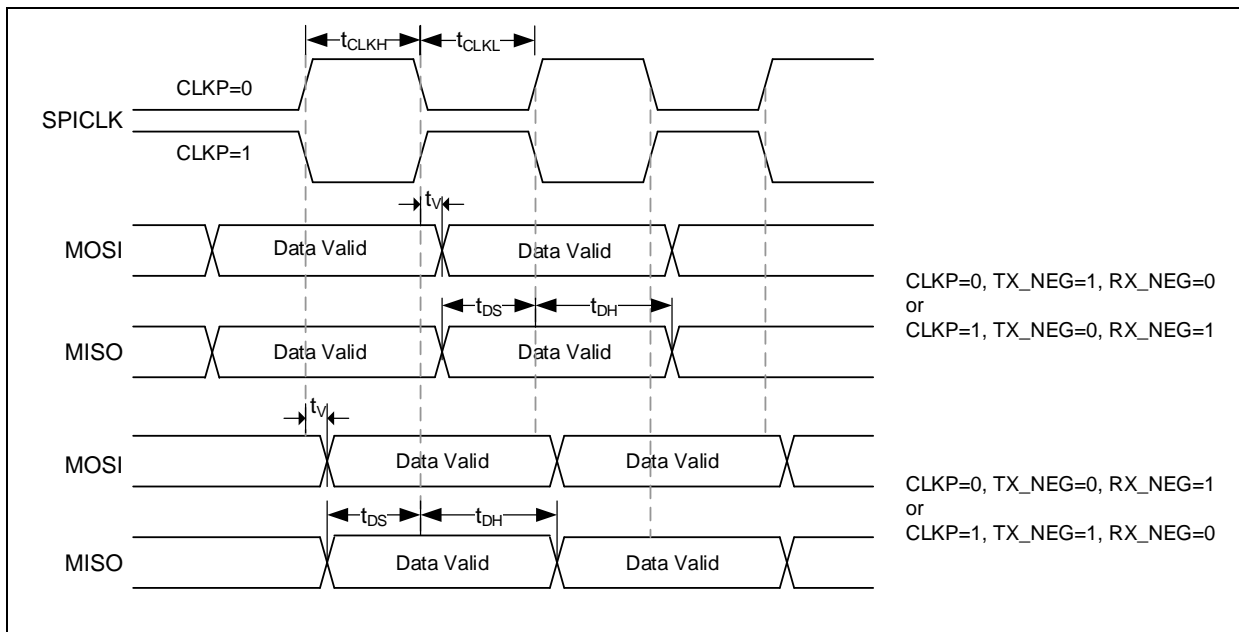 tCLKH
tCLKL
CLKP=0
SPICLK
CLKP=1
tV
MOSI
Data Valid
Data Valid
CLKP=0, TX_NEG=1, RX_NEG=0
or
CLKP=1, TX_NEG=0, RX_NEG=1
tDS
tDH
MISO
Data Valid
Data Valid
tV
MOSI
Data Valid
Data Valid
CLKP=0, TX_NEG=0, RX_NEG=1
or
CLKP=1, TX_NEG=1, RX_NEG=0
tDS
tDH
MISO
Data Valid
Data Valid